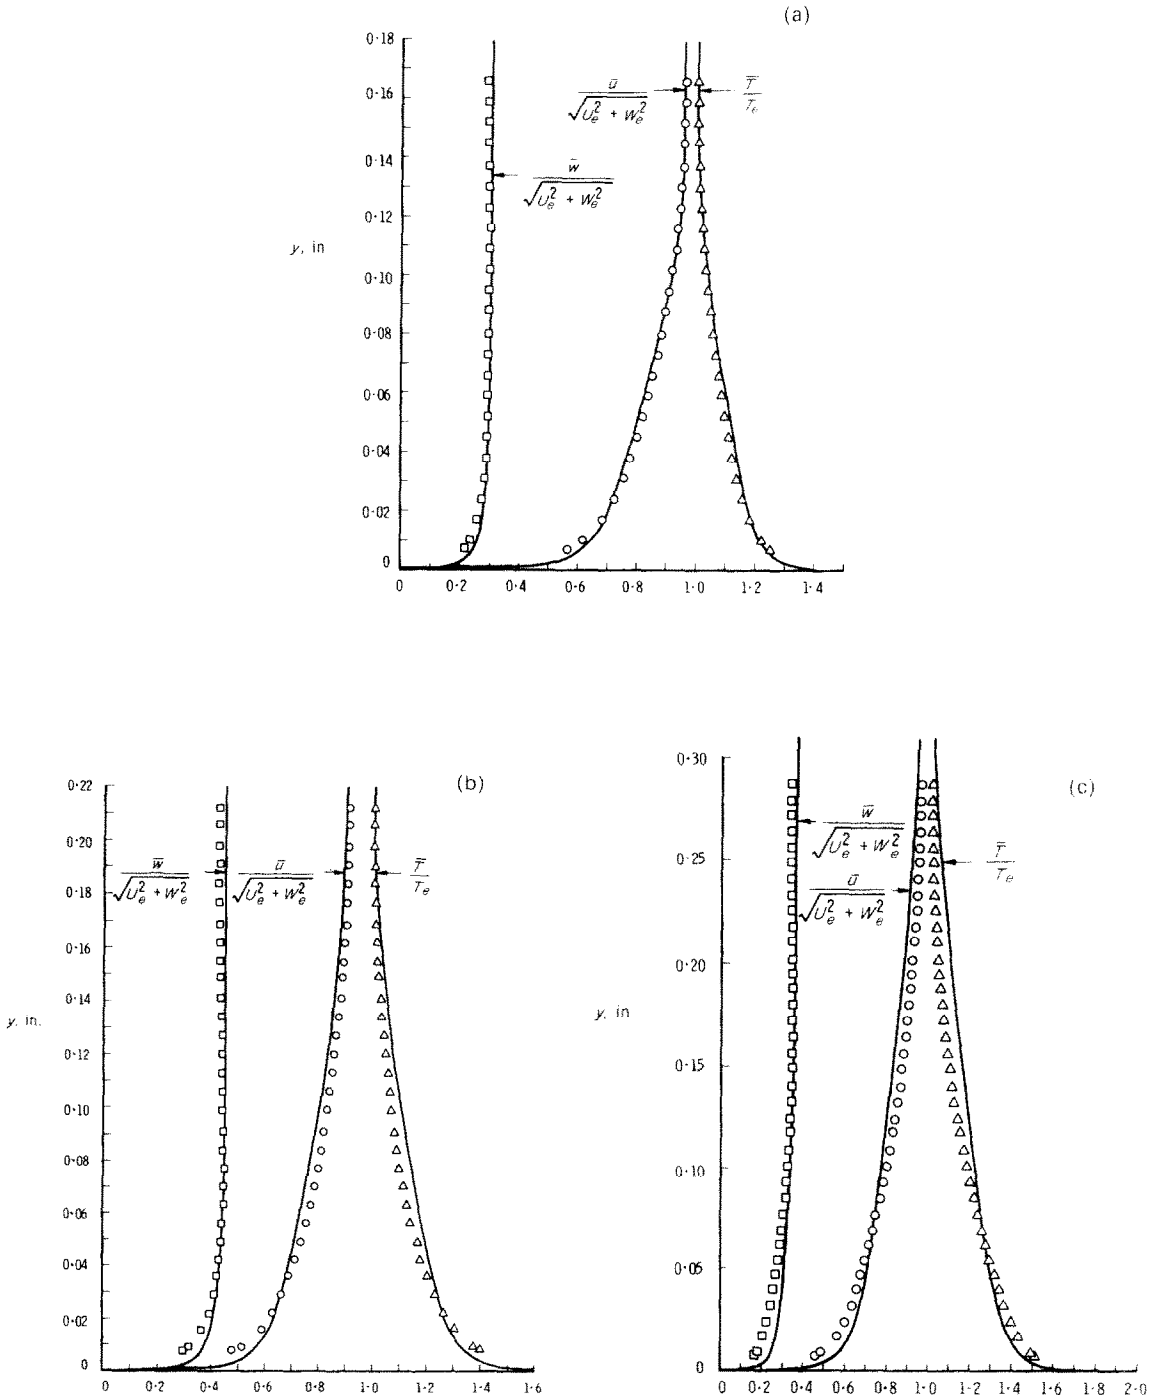 (a)
0·18
0·16
0·14
0·12
0·10
0·08
0·06
0·04
0·02
0
y, in
w̄ / √(U_e² + W_e²)
ū / √(U_e² + W_e²)
T̄ / T_e
0 0·2 0·4 0·6 0·8 1·0 1·2 1·4
(b)
0·22
0·20
0·18
0·16
0·14
0·12
0·10
0·08
0·06
0·04
0·02
0
y, in.
w̄ / √(U_e² + W_e²)
ū / √(U_e² + W_e²)
T̄ / T_e
0 0·2 0·4 0·6 0·8 1·0 1·2 1·4 1·6
(c)
0·30
0·25
0·20
0·15
0·10
0·05
0
y, in
w̄ / √(U_e² + W_e²)
ū / √(U_e² + W_e²)
T̄ / T_e
0 0·2 0·4 0·6 0·8 1·0 1·2 1·4 1·6 1·8 2·0